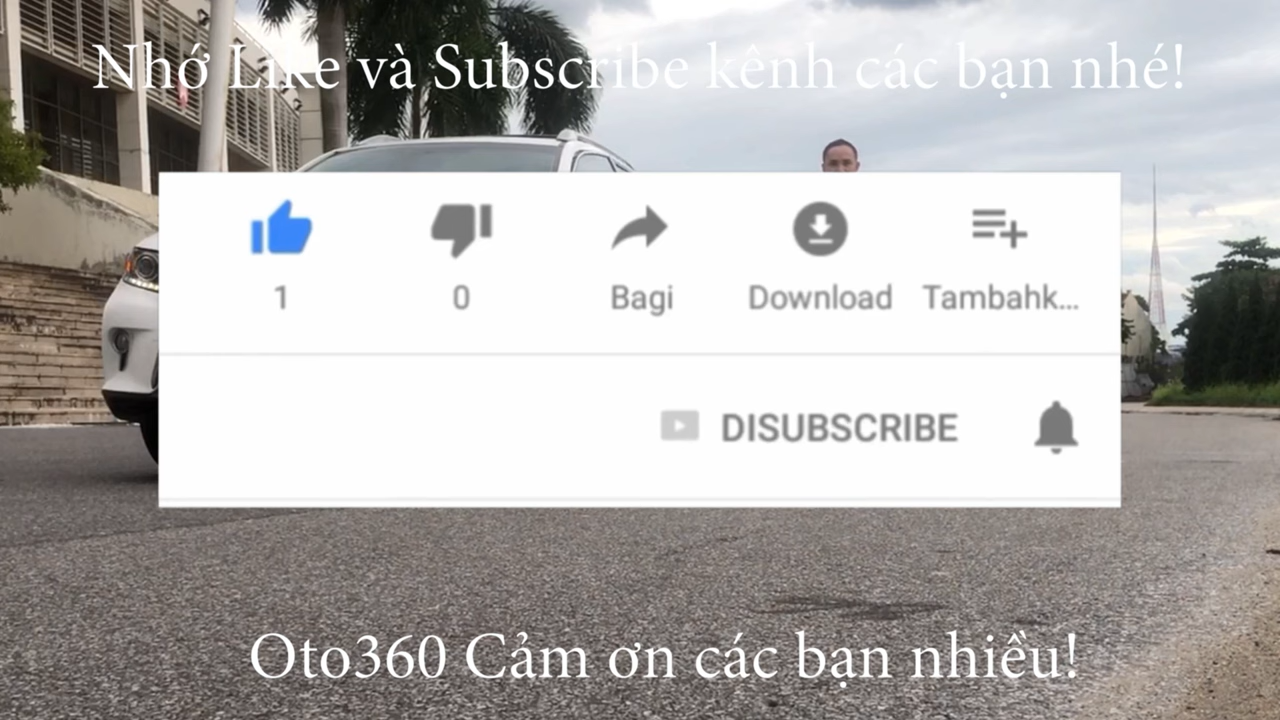 Nhớ Like và Subscribe kênh các bạn nhé!
1 0 Bagi Download Tambahk...
DISUBSCRIBE
Oto360 Cảm ơn các bạn nhiều!